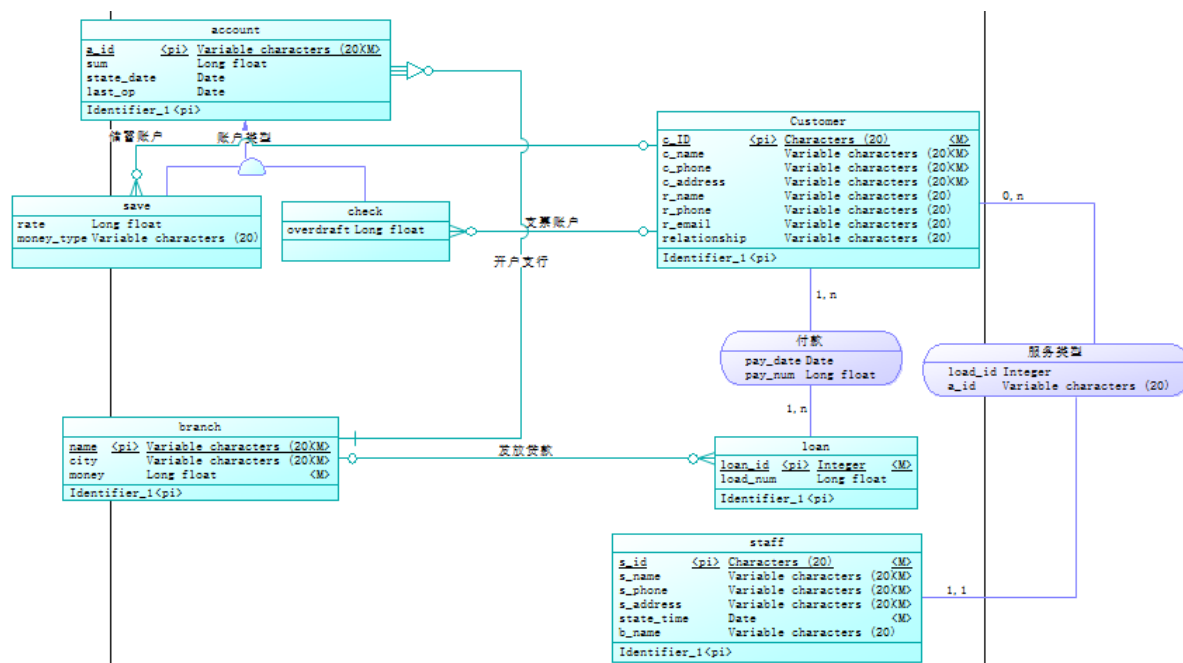 account
a_id <pi> Variable characters (20)<M>
sum Long float
state_date Date
last_op Date
Identifier_1 <pi>
储蓄账户
账户类型
Customer
c_ID <pi> Characters (20) <M>
c_name Variable characters (20)<M>
c_phone Variable characters (20)<M>
c_address Variable characters (20)<M>
r_name Variable characters (20)
r_phone Variable characters (20)
r_email Variable characters (20)
relationship Variable characters (20)
Identifier_1 <pi>
save
rate Long float
money_type Variable characters (20)
check
overdraft Long float
支票账户
开户支行
0,n
1,n
付款
pay_date Date
pay_num Long float
服务类型
load_id Integer
a_id Variable characters (20)
1,n
branch
name <pi> Variable characters (20)<M>
city Variable characters (20)<M>
money Long float <M>
Identifier_1 <pi>
发放贷款
loan
loan_id <pi> Integer <M>
load_num Long float
Identifier_1 <pi>
staff
s_id <pi> Characters (20) <M>
s_name Variable characters (20)<M>
s_phone Variable characters (20)<M>
s_address Variable characters (20)<M>
state_time Date <M>
b_name Variable characters (20)
Identifier_1 <pi>
1,1